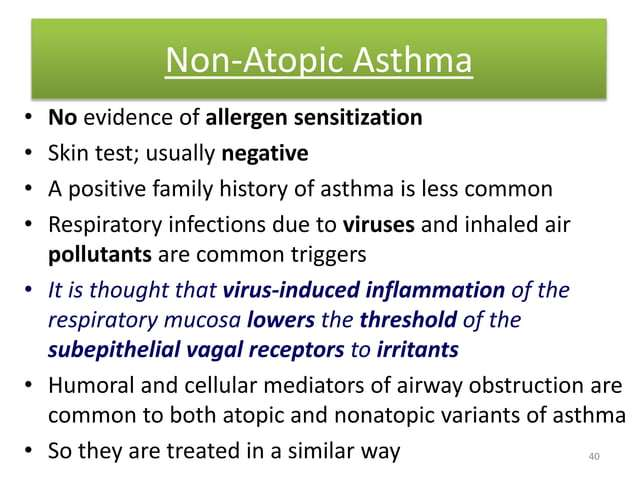 Non-Atopic Asthma
• No evidence of allergen sensitization
• Skin test; usually negative
• A positive family history of asthma is less common
• Respiratory infections due to viruses and inhaled air
pollutants are common triggers
• It is thought that virus-induced inflammation of the
respiratory mucosa lowers the threshold of the
subepithelial vagal receptors to irritants
• Humoral and cellular mediators of airway obstruction are
common to both atopic and nonatopic variants of asthma
• So they are treated in a similar way
40